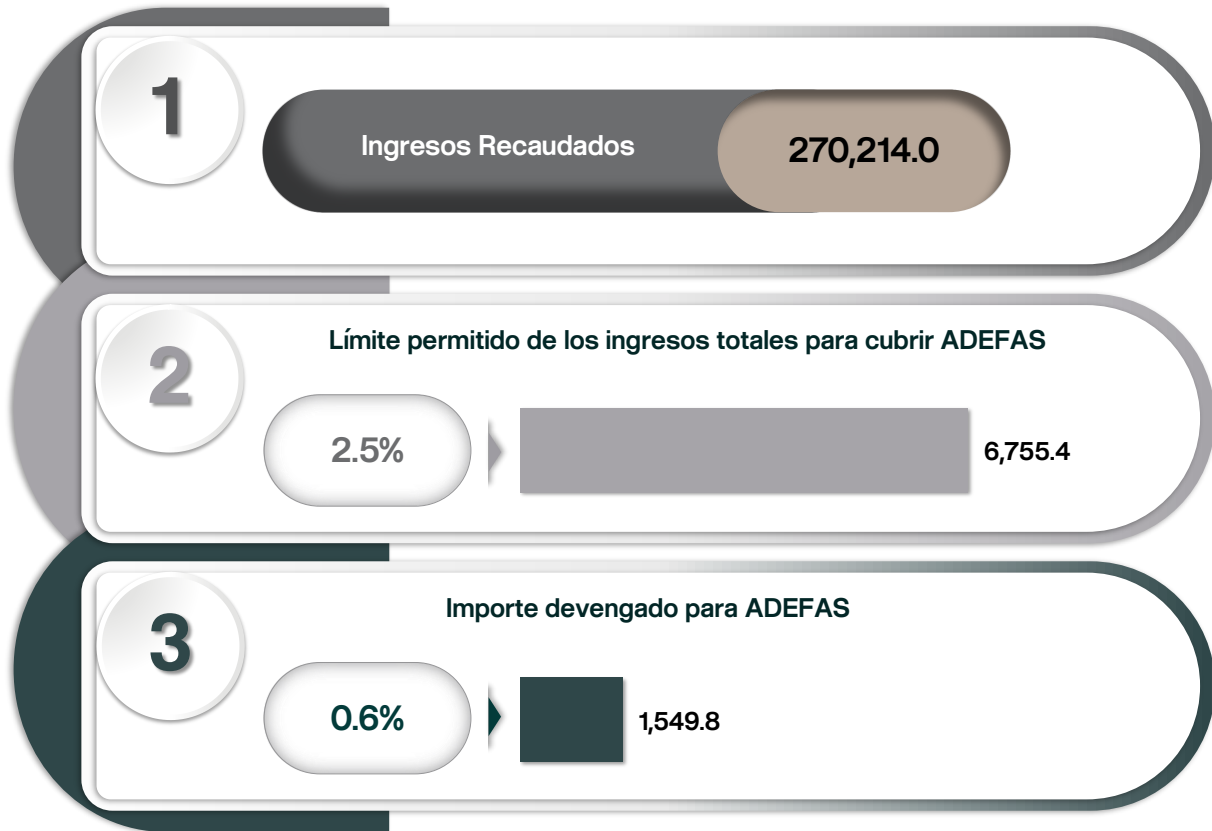 1
Ingresos Recaudados
270,214.0
2
Límite permitido de los ingresos totales para cubrir ADEFAS
2.5%
6,755.4
3
Importe devengado para ADEFAS
0.6%
1,549.8